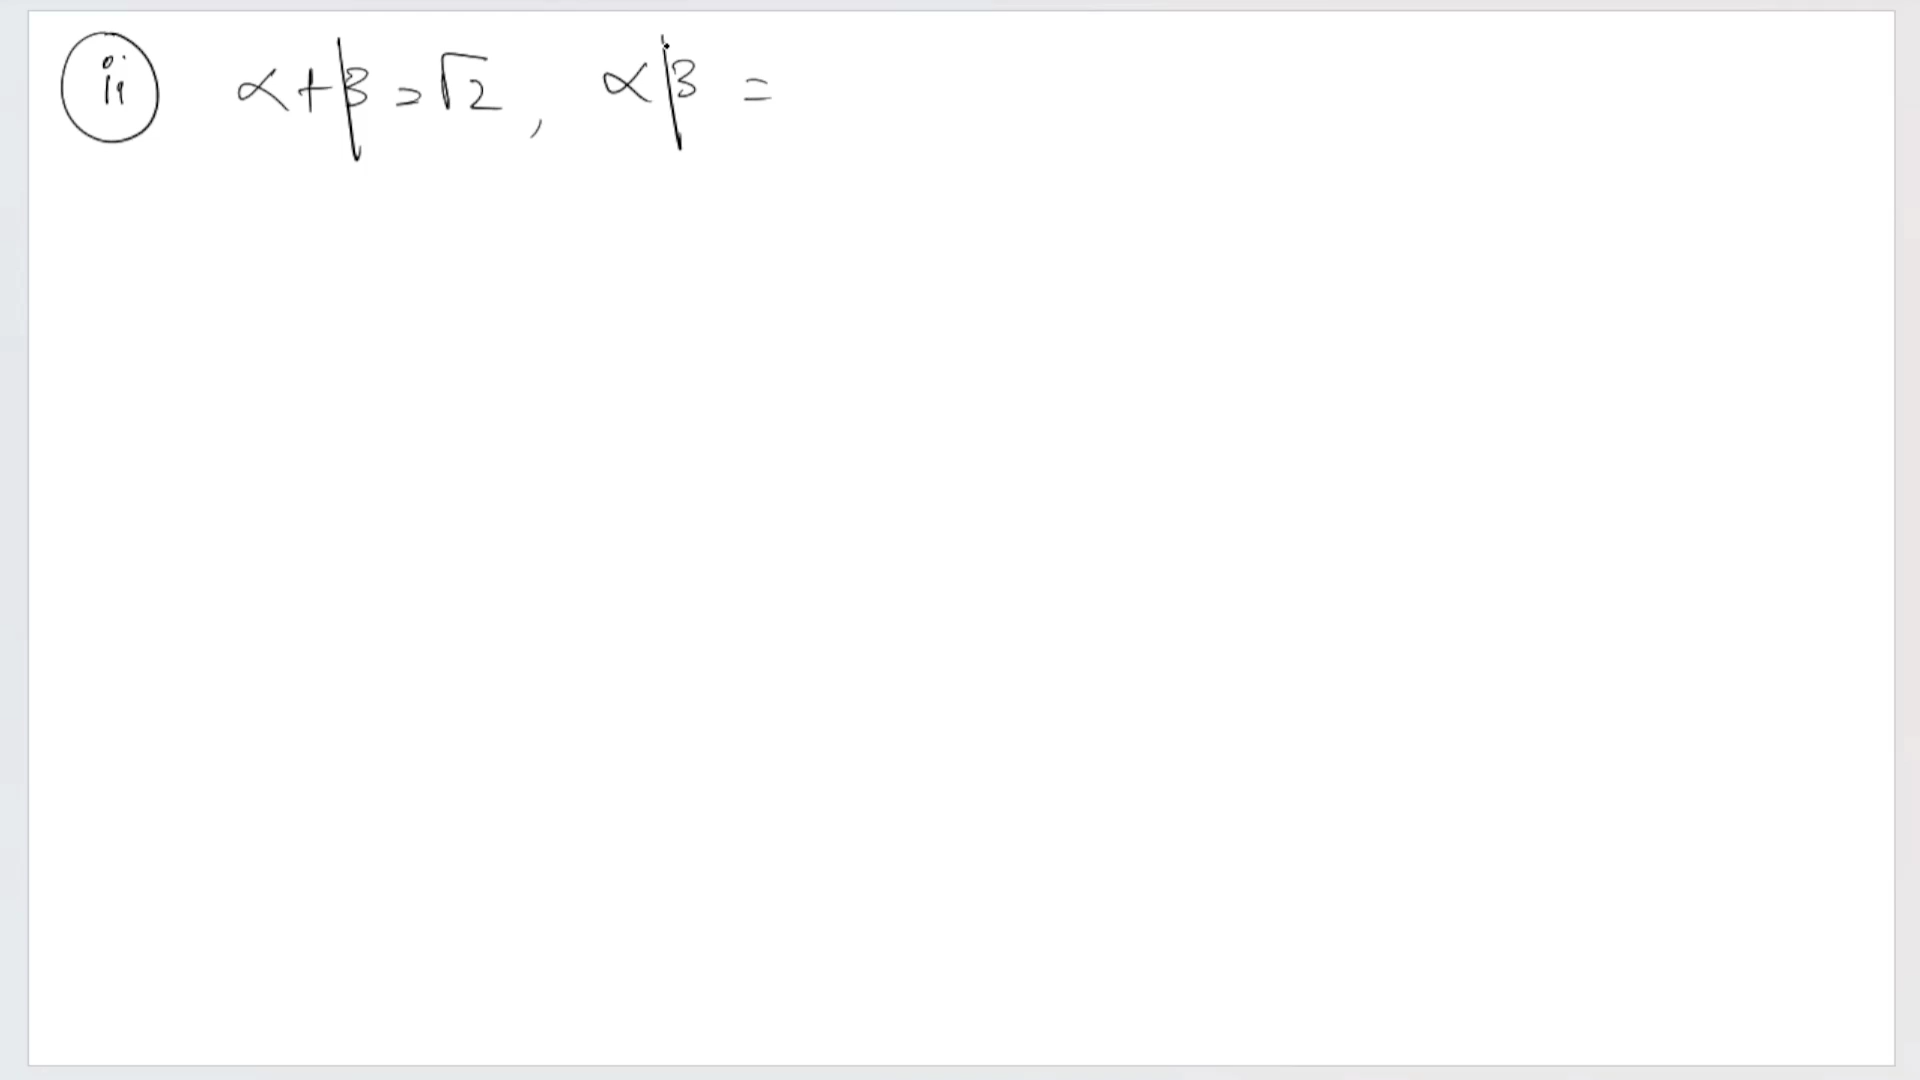 ii α+β=√2, αβ =